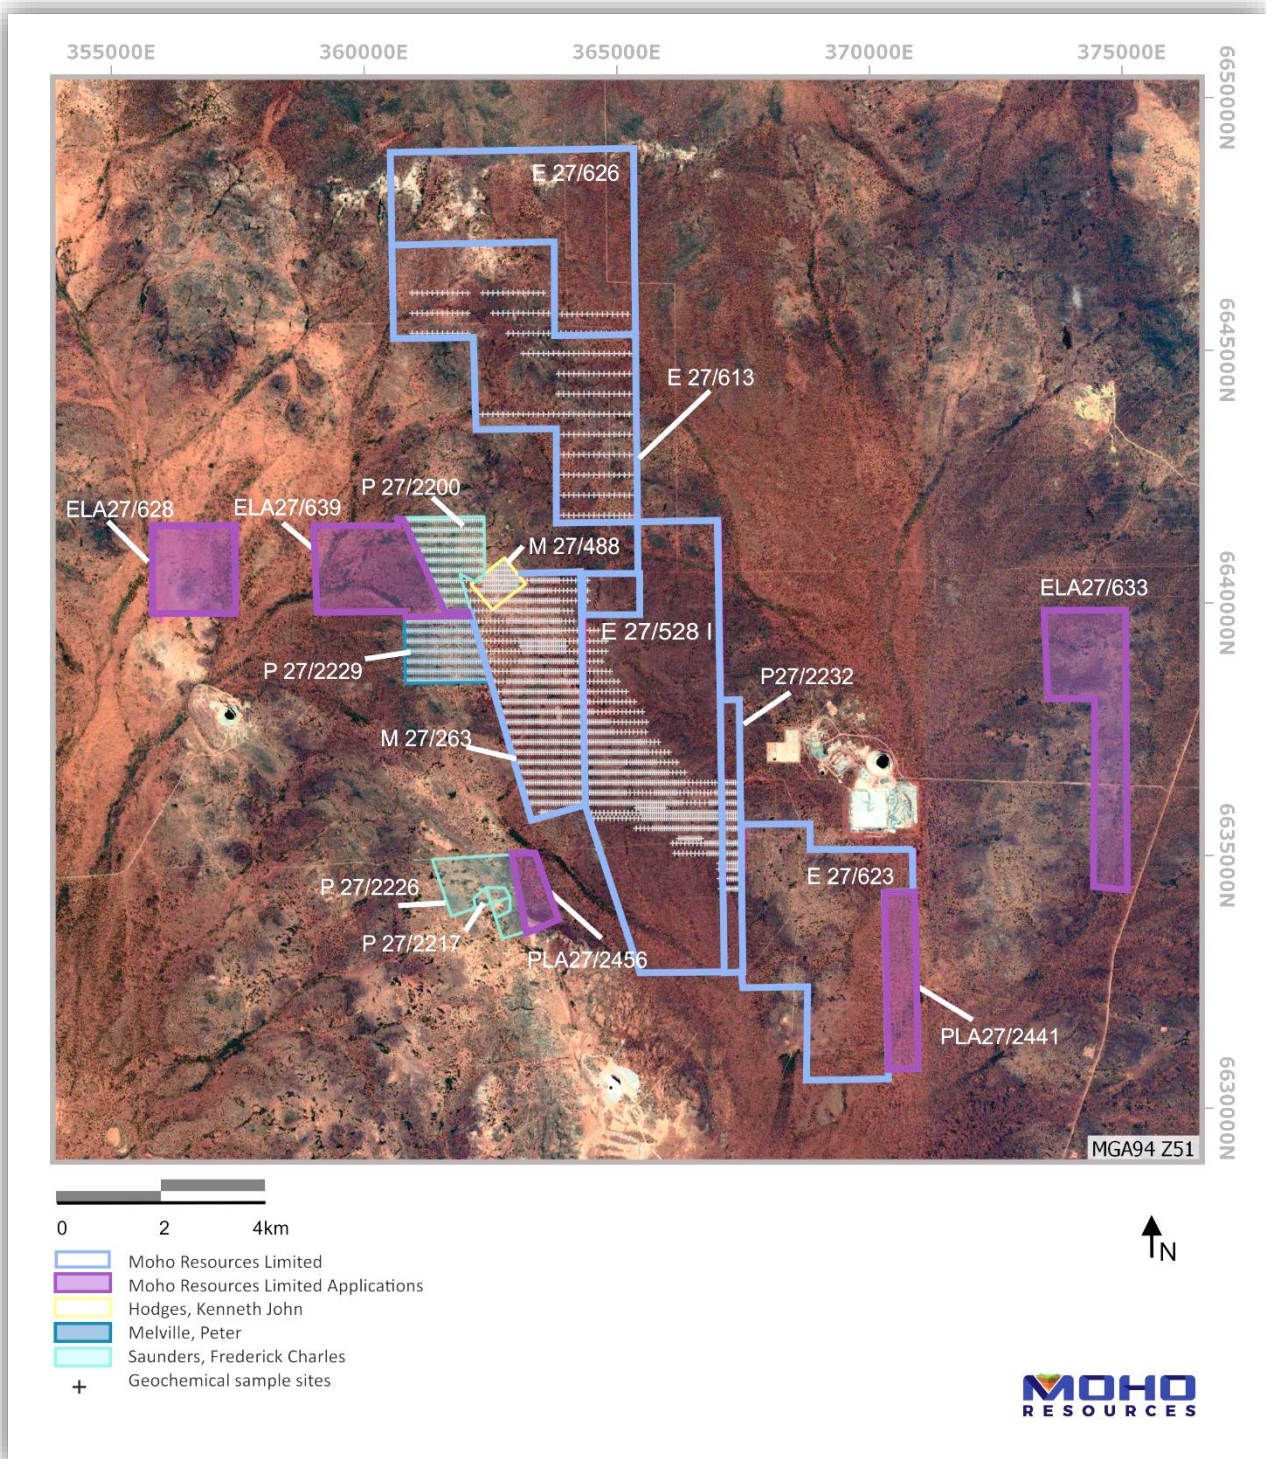 355000E
360000E
365000E
370000E
375000E
6650000N
E 27/626
6645000N
E 27/613
P 27/2200
ELA27/628
ELA27/639
M 27/488
6640000N
ELA27/633
E 27/528 I
P 27/2229
P27/2232
M 27/263
6635000N
P 27/2226
E 27/623
P 27/2217
PLA27/2456
PLA27/2441
6630000N
MGA94 Z51
0 2 4km
N
Moho Resources Limited
Moho Resources Limited Applications
Hodges, Kenneth John
Melville, Peter
Saunders, Frederick Charles
Geochemical sample sites
MOHO
RESOURCES